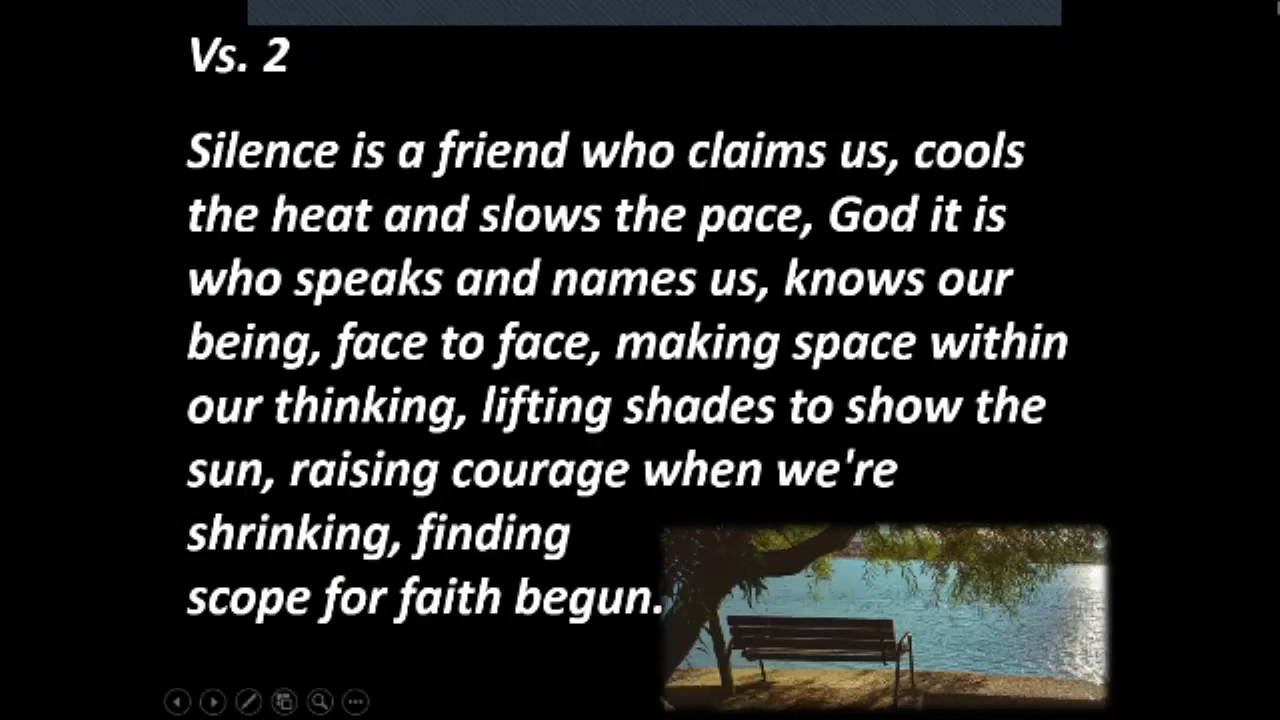 Vs. 2
Silence is a friend who claims us, cools
the heat and slows the pace, God it is
who speaks and names us, knows our
being, face to face, making space within
our thinking, lifting shades to show the
sun, raising courage when we're
shrinking, finding
scope for faith begun.